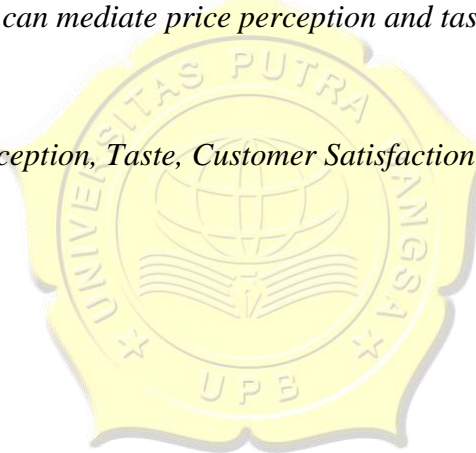 can mediate price perception and tas
ception, Taste, Customer Satisfaction
UNIVERSITAS PUTRA BANGSA
UPB